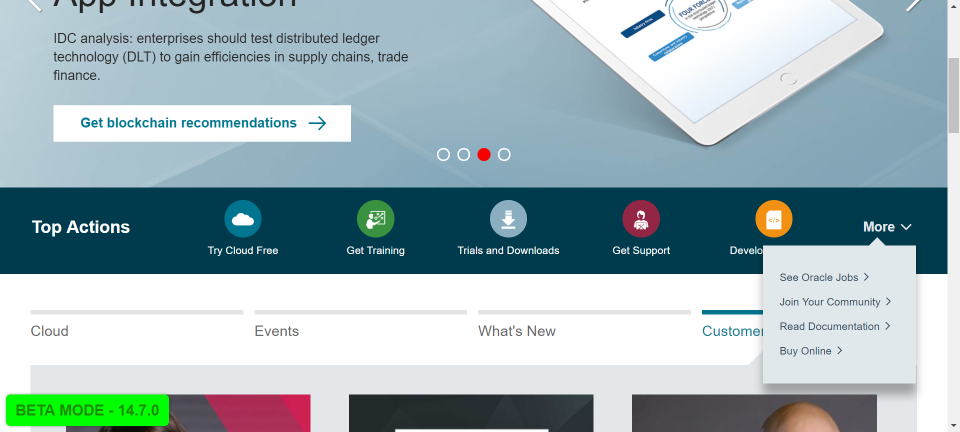 App Integration
IDC analysis: enterprises should test distributed ledger
technology (DLT) to gain efficiencies in supply chains, trade
finance.
Get blockchain recommendations
Top Actions
Try Cloud Free
Get Training
Trials and Downloads
Get Support
Develo
More
See Oracle Jobs
Join Your Community
Read Documentation
Buy Online
Cloud
Events
What's New
Customer
BETA MODE - 14.7.0